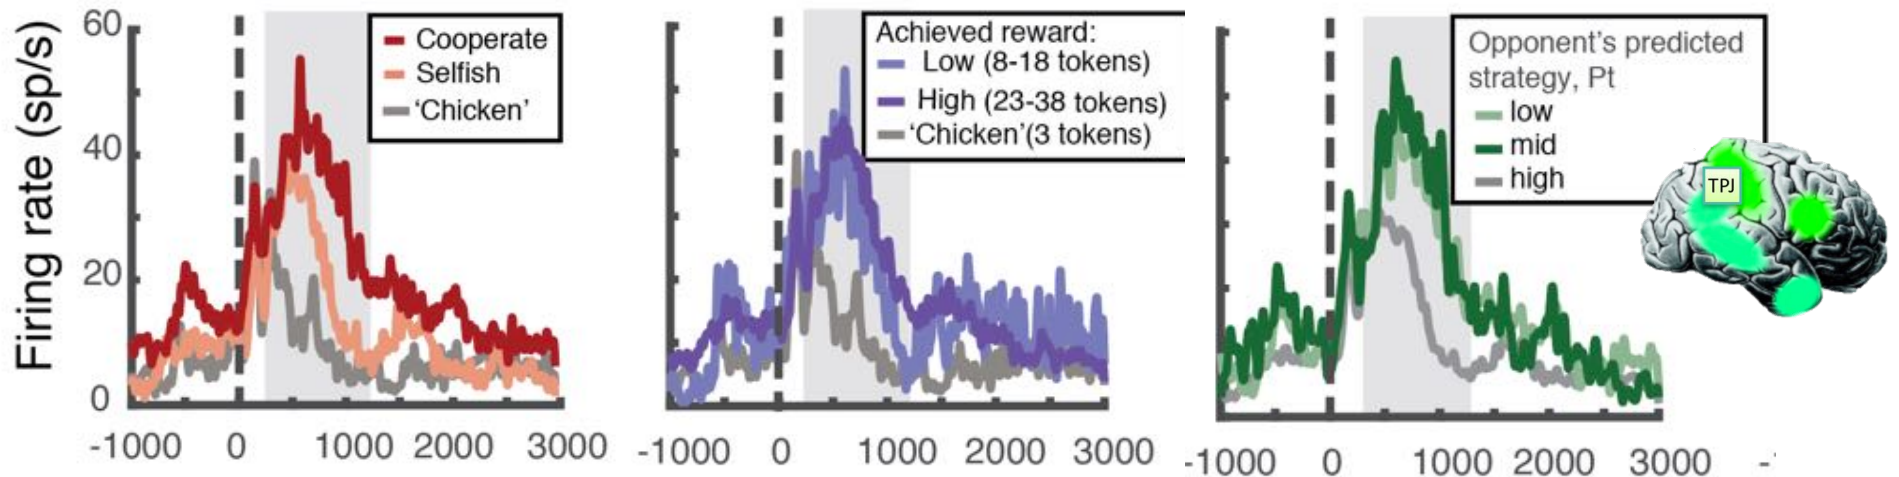 Firing rate (sp/s)
60
40
20
0
Cooperate
Selfish
‘Chicken’
-1000 0 1000 2000 3000
Achieved reward:
Low (8-18 tokens)
High (23-38 tokens)
‘Chicken’(3 tokens)
-1000 0 1000 2000 3000
Opponent’s predicted
strategy, Pt
low
mid
high
-1000 0 1000 2000 3000 -
TPJ